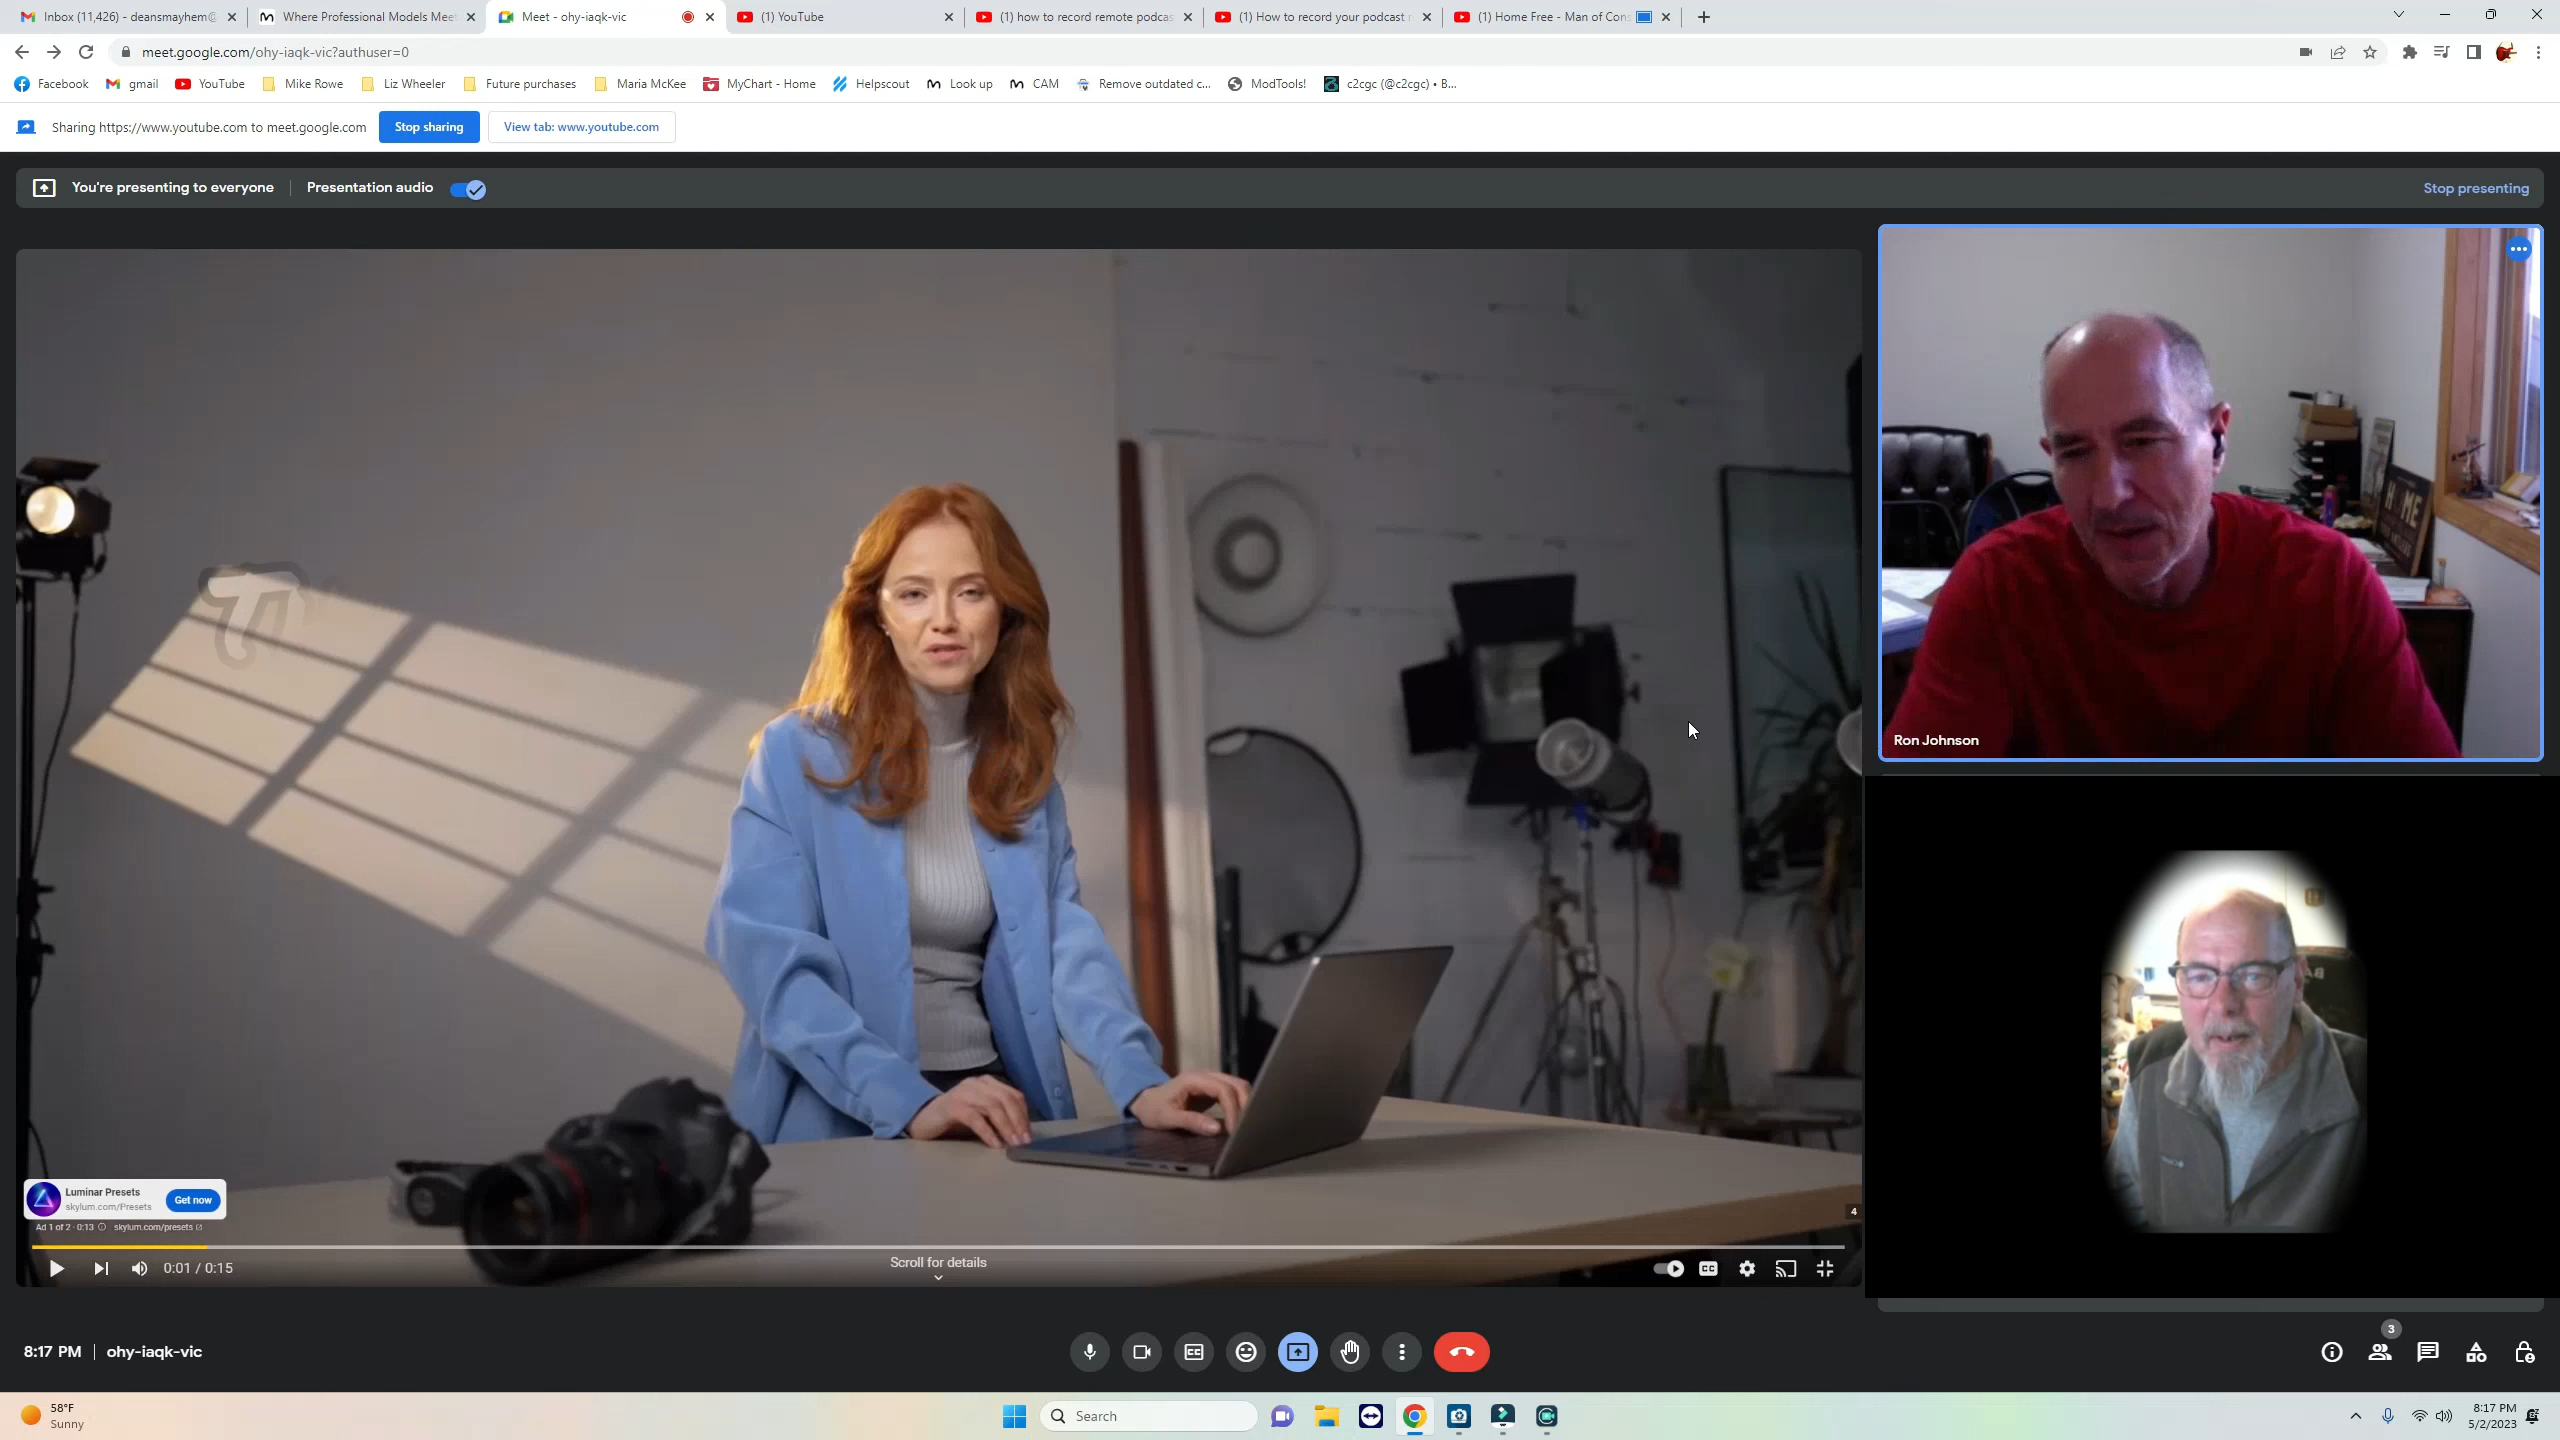 Inbox (11,426) - deansmayhem@
Where Professional Models Meet
Meet - ohy-iaqk-vic
(1) YouTube
(1) how to record remote podcas
(1) How to record your podcast r
(1) Home Free - Man of Cons
meet.google.com/ohy-iaqk-vic?authuser=0
Facebook
gmail
YouTube
Mike Rowe
Liz Wheeler
Future purchases
Maria McKee
MyChart - Home
Helpscout
Look up
CAM
Remove outdated c...
ModTools!
c2cgc (@c2cgc) • B...
Sharing https://www.youtube.com to meet.google.com
Stop sharing
View tab: www.youtube.com
You're presenting to everyone
Presentation audio
Stop presenting
HOME
Ron Johnson
Luminar Presets
skylum.com/Presets
Get now
Ad 1 of 2 · 0:13
skylum.com/presets
4
0:01 / 0:15
Scroll for details
CC
8:17 PM
ohy-iaqk-vic
3
58°F
Sunny
Search
8:17 PM
5/2/2023